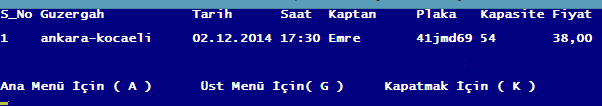 S_No Guzergah Tarih Saat Kaptan Plaka Kapasite Fiyat
1 ankara-kocaeli 02.12.2014 17:30 Emre 41jmd69 54 38,00
Ana Menü İçin ( A ) Üst Menü İçin( G ) Kapatmak İçin ( K )